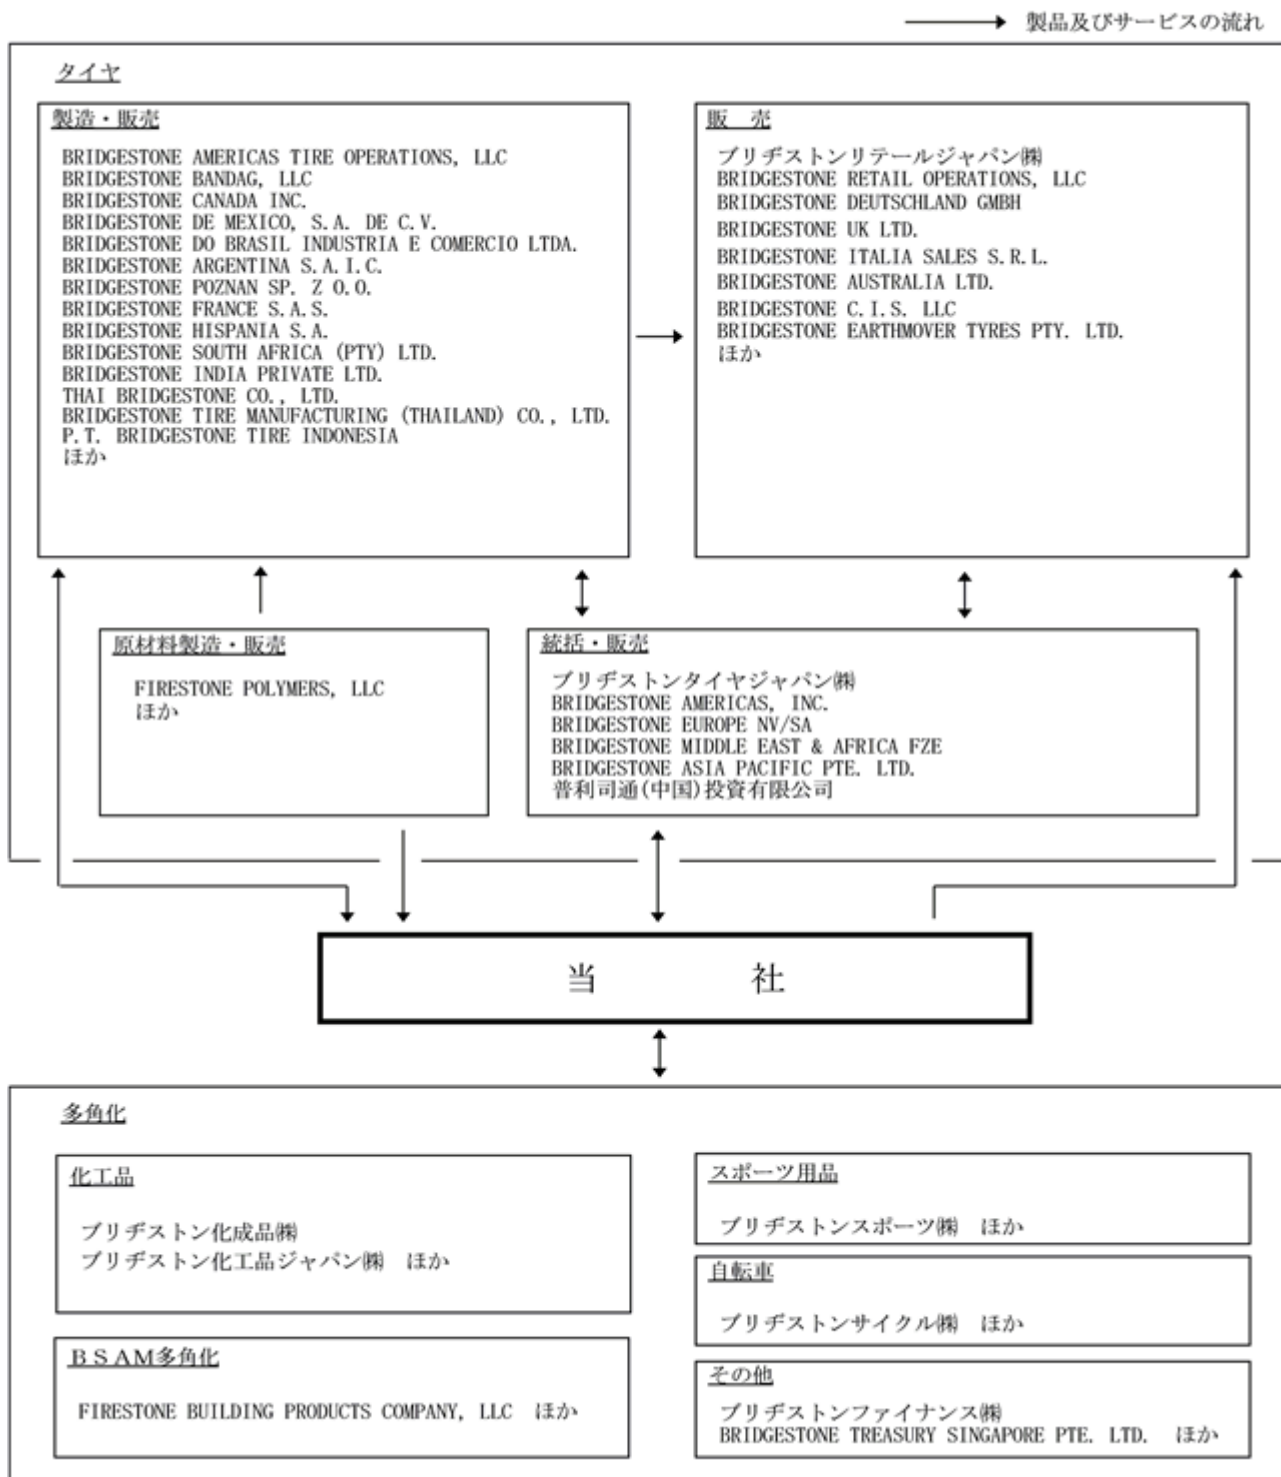 製品及びサービスの流れ
タイヤ
製造・販売
BRIDGESTONE AMERICAS TIRE OPERATIONS, LLC
BRIDGESTONE BANDAG, LLC
BRIDGESTONE CANADA INC.
BRIDGESTONE DE MEXICO, S.A. DE C.V.
BRIDGESTONE DO BRASIL INDUSTRIA E COMERCIO LTDA.
BRIDGESTONE ARGENTINA S.A.I.C.
BRIDGESTONE POZNAN SP. Z O.O.
BRIDGESTONE FRANCE S.A.S.
BRIDGESTONE HISPANIA S.A.
BRIDGESTONE SOUTH AFRICA (PTY) LTD.
BRIDGESTONE INDIA PRIVATE LTD.
THAI BRIDGESTONE CO., LTD.
BRIDGESTONE TIRE MANUFACTURING (THAILAND) CO., LTD.
P.T. BRIDGESTONE TIRE INDONESIA
ほか
販　売
ブリヂストンリテールジャパン㈱
BRIDGESTONE RETAIL OPERATIONS, LLC
BRIDGESTONE DEUTSCHLAND GMBH
BRIDGESTONE UK LTD.
BRIDGESTONE ITALIA SALES S.R.L.
BRIDGESTONE AUSTRALIA LTD.
BRIDGESTONE C.I.S. LLC
BRIDGESTONE EARTHMOVER TYRES PTY. LTD.
ほか
原材料製造・販売
FIRESTONE POLYMERS, LLC
ほか
統括・販売
ブリヂストンタイヤジャパン㈱
BRIDGESTONE AMERICAS, INC.
BRIDGESTONE EUROPE NV/SA
BRIDGESTONE MIDDLE EAST & AFRICA FZE
BRIDGESTONE ASIA PACIFIC PTE. LTD.
普利司通(中国)投資有限公司
当　　社
多角化
化工品
ブリヂストン化成品㈱
ブリヂストン化工品ジャパン㈱　ほか
ＢＳＡＭ多角化
FIRESTONE BUILDING PRODUCTS COMPANY, LLC　ほか
スポーツ用品
ブリヂストンスポーツ㈱　ほか
自転車
ブリヂストンサイクル㈱　ほか
その他
ブリヂストンファイナンス㈱
BRIDGESTONE TREASURY SINGAPORE PTE. LTD.　ほか